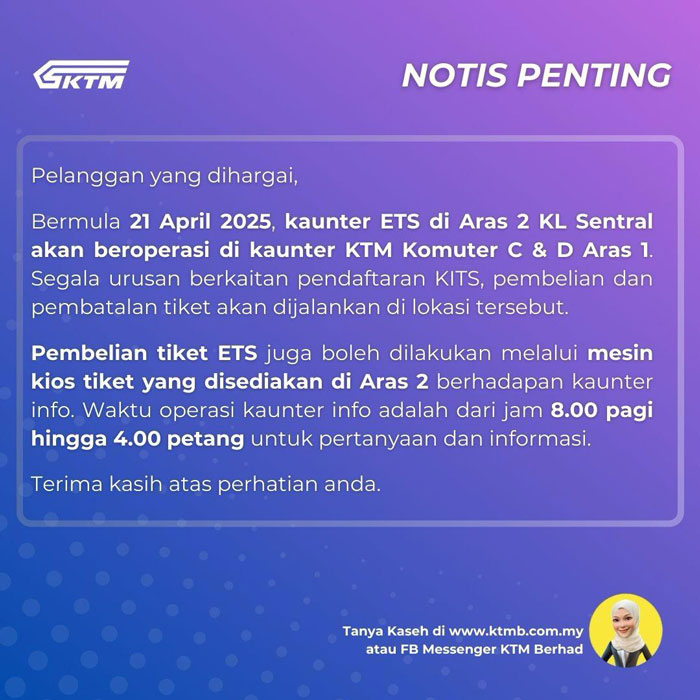 KTM
NOTIS PENTING
Pelanggan yang dihargai,
Bermula 21 April 2025, kaunter ETS di Aras 2 KL Sentral
akan beroperasi di kaunter KTM Komuter C & D Aras 1.
Segala urusan berkaitan pendaftaran KITS, pembelian dan
pembatalan tiket akan dijalankan di lokasi tersebut.
Pembelian tiket ETS juga boleh dilakukan melalui mesin
kios tiket yang disediakan di Aras 2 berhadapan kaunter
info. Waktu operasi kaunter info adalah dari jam 8.00 pagi
hingga 4.00 petang untuk pertanyaan dan informasi.
Terima kasih atas perhatian anda.
Tanya Kaseh di www.ktmb.com.my
atau FB Messenger KTM Berhad